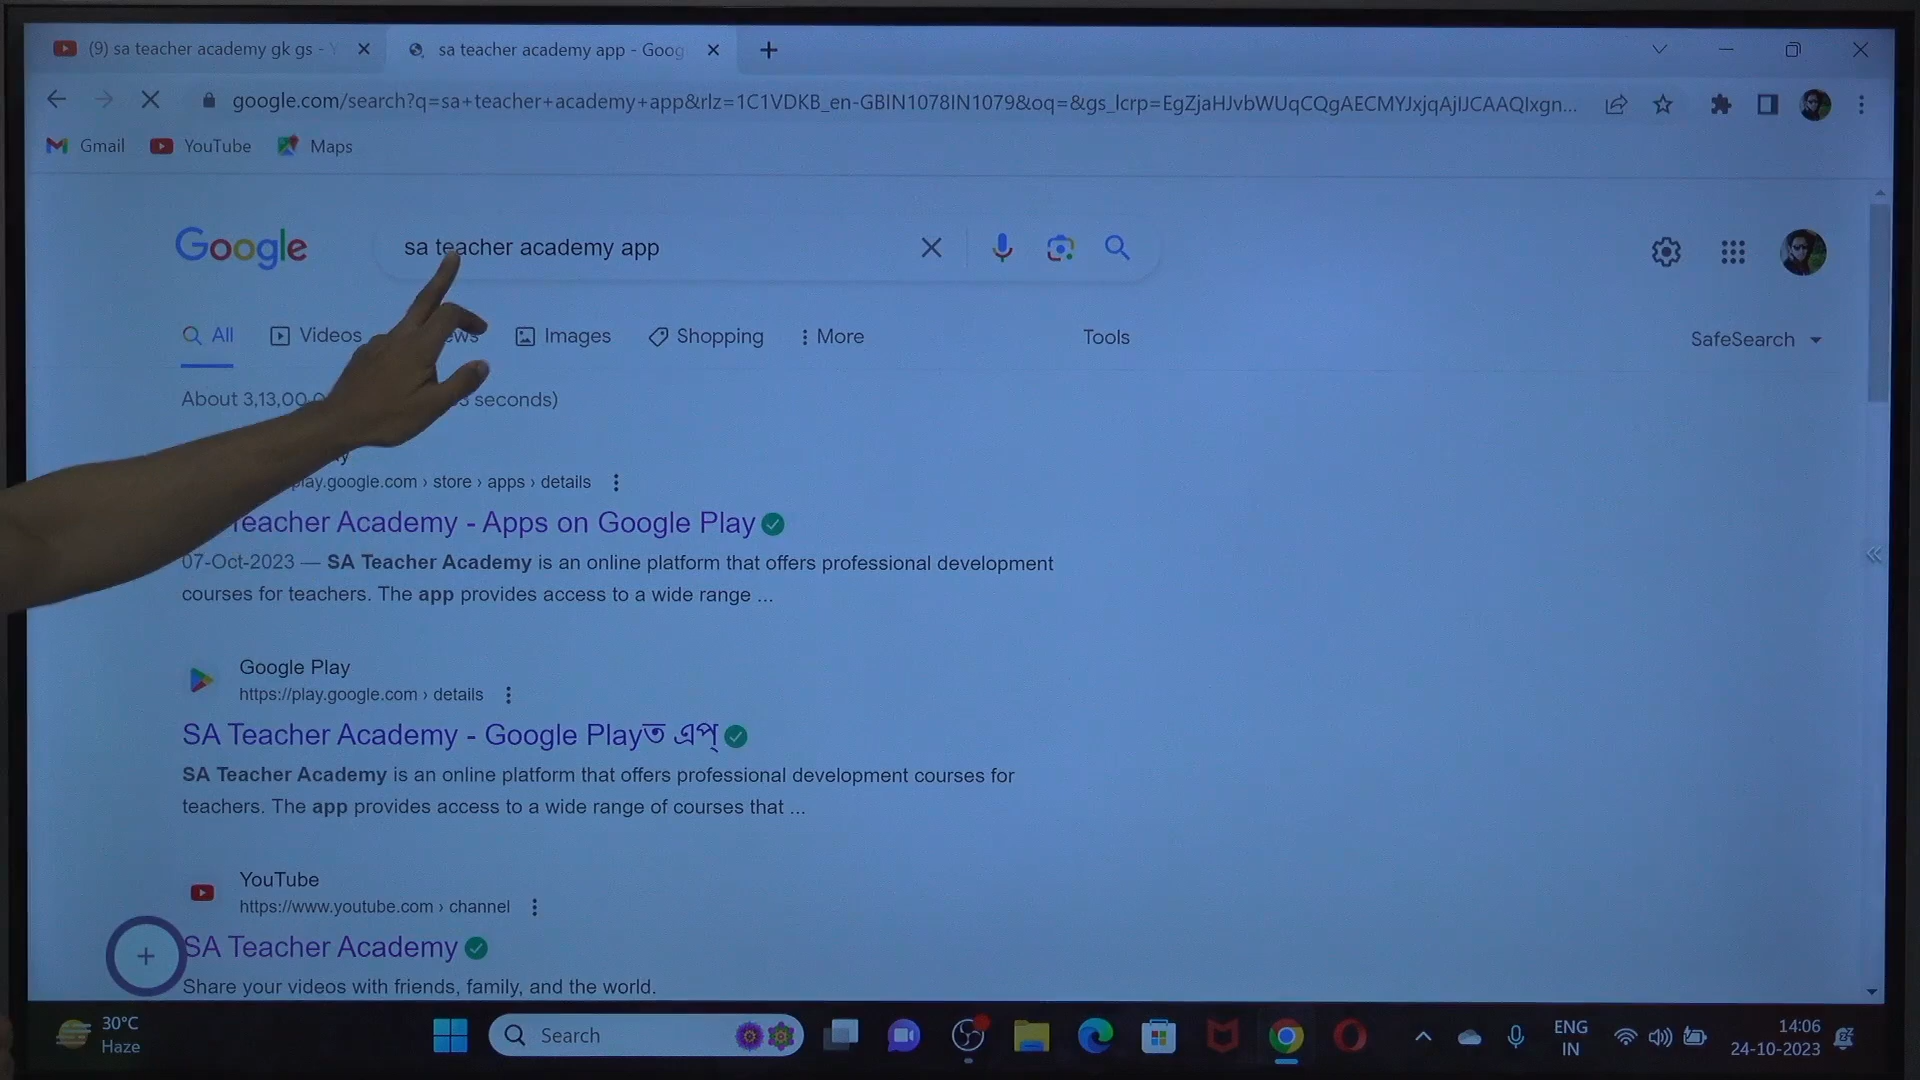 (9) sa teacher academy gk gs -
sa teacher academy app - Goog
google.com/search?q=sa+teacher+academy+app&rlz=1C1VDKB_en-GBIN1078IN1079&oq=&gs_lcrp=EgZjaHJvbWUqCQgAECMYJxjqAjIJCAAQIxgn...
Gmail YouTube Maps
Google sa teacher academy app
All Videos Images Shopping More Tools SafeSearch
About 3,13,00, seconds)
play.google.com › store › apps › details
Teacher Academy - Apps on Google Play
07-Oct-2023 — SA Teacher Academy is an online platform that offers professional development
courses for teachers. The app provides access to a wide range ...
Google Play
https://play.google.com › details
SA Teacher Academy - Google Playত এপ্
SA Teacher Academy is an online platform that offers professional development courses for
teachers. The app provides access to a wide range of courses that ...
YouTube
https://www.youtube.com › channel
SA Teacher Academy
Share your videos with friends, family, and the world.
30°C
Haze
Search
ENG
IN
14:06
24-10-2023